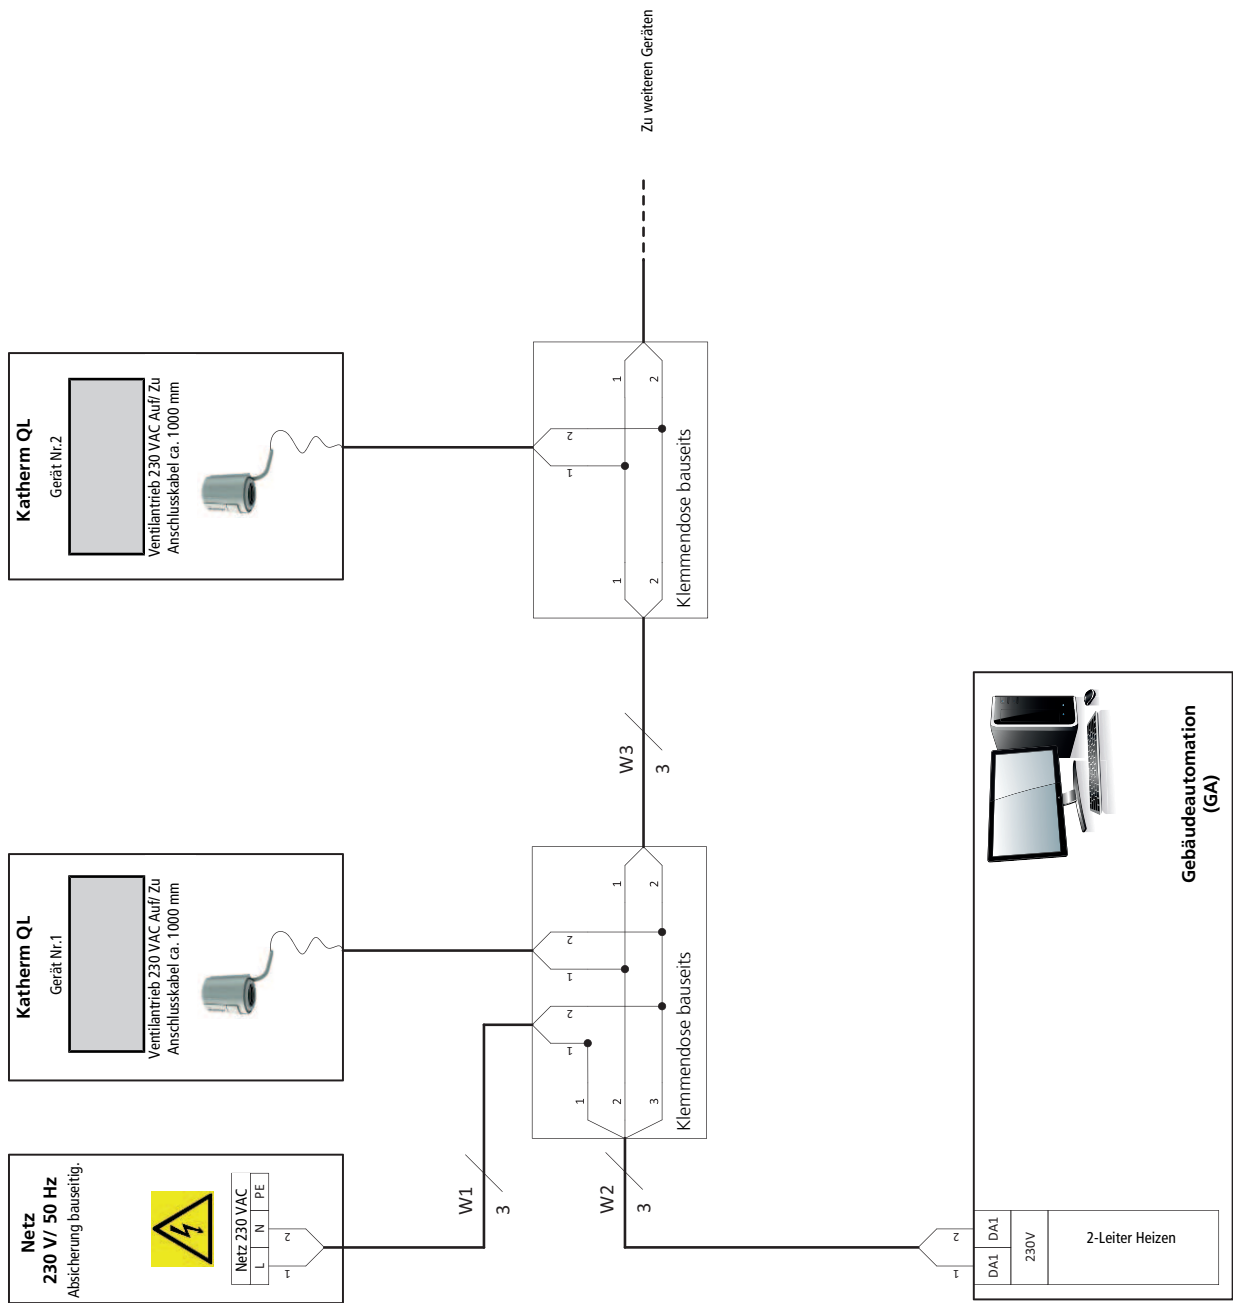 Netz
230 V/ 50 Hz
Absicherung bauseitig.
Netz 230 VAC
L N PE
1 2
Katherm QL
Gerät Nr.1
Ventilantrieb 230 VAC Auf/ Zu
Anschlusskabel ca. 1000 mm
Katherm QL
Gerät Nr.2
Ventilantrieb 230 VAC Auf/ Zu
Anschlusskabel ca. 1000 mm
W1
3
1 2
1 2
1
2
3
1
2
Klemmendose bauseits
W2
3
W3
3
1 2
1
2
1
2
Klemmendose bauseits
Zu weiteren Geräten
1 2
DA1 DA1
230V
2-Leiter Heizen
Gebäudeautomation
(GA)